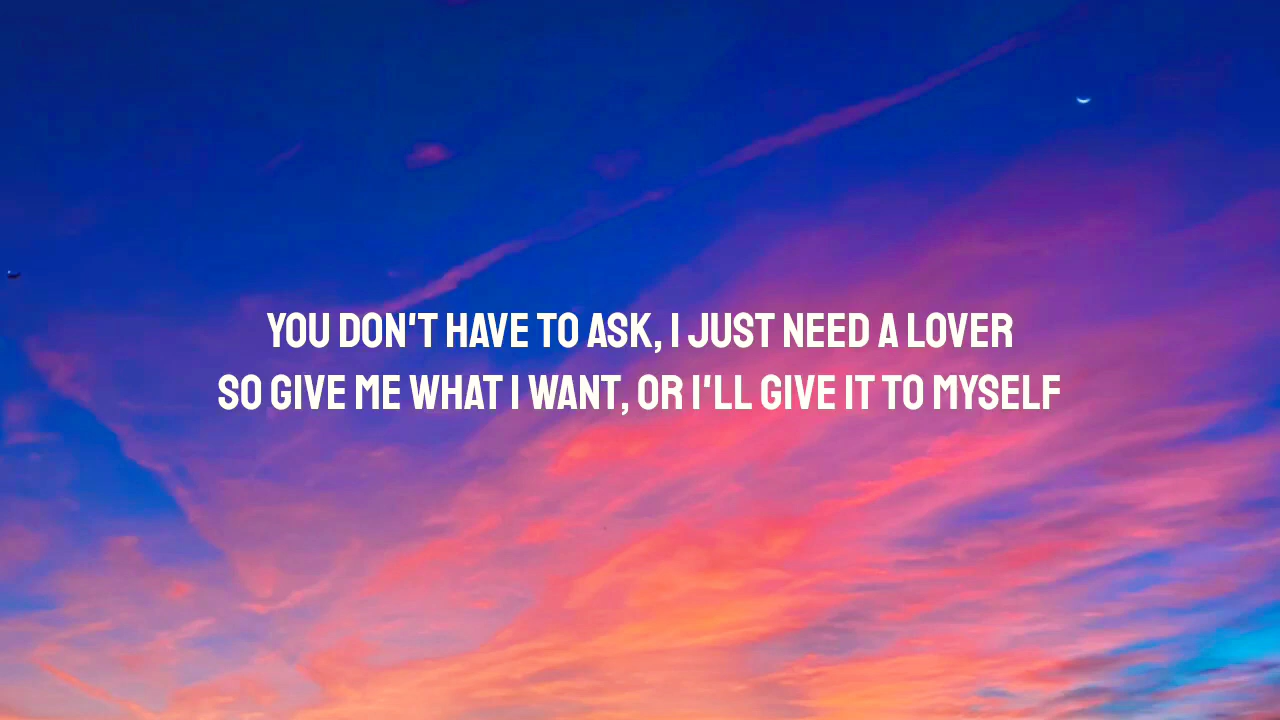 YOU DON'T HAVE TO ASK, I JUST NEED A LOVER
SO GIVE ME WHAT I WANT, OR I'LL GIVE IT TO MYSELF